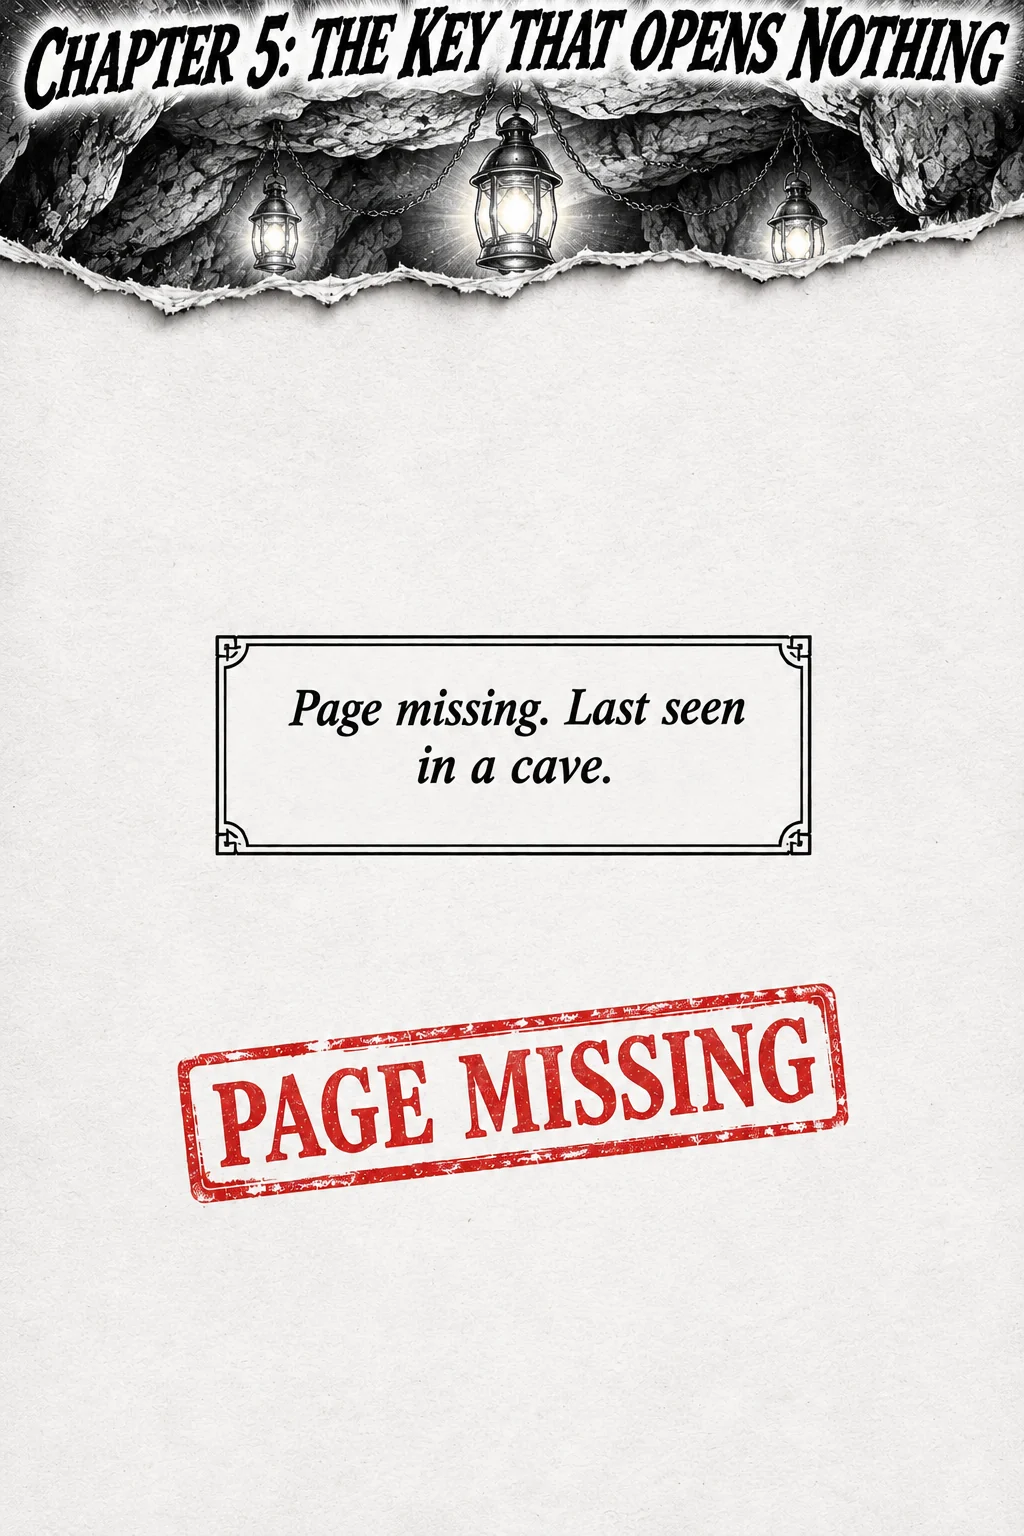 Chapter 5: the Key that opens Nothing
Page missing. Last seen
in a cave.
PAGE MISSING